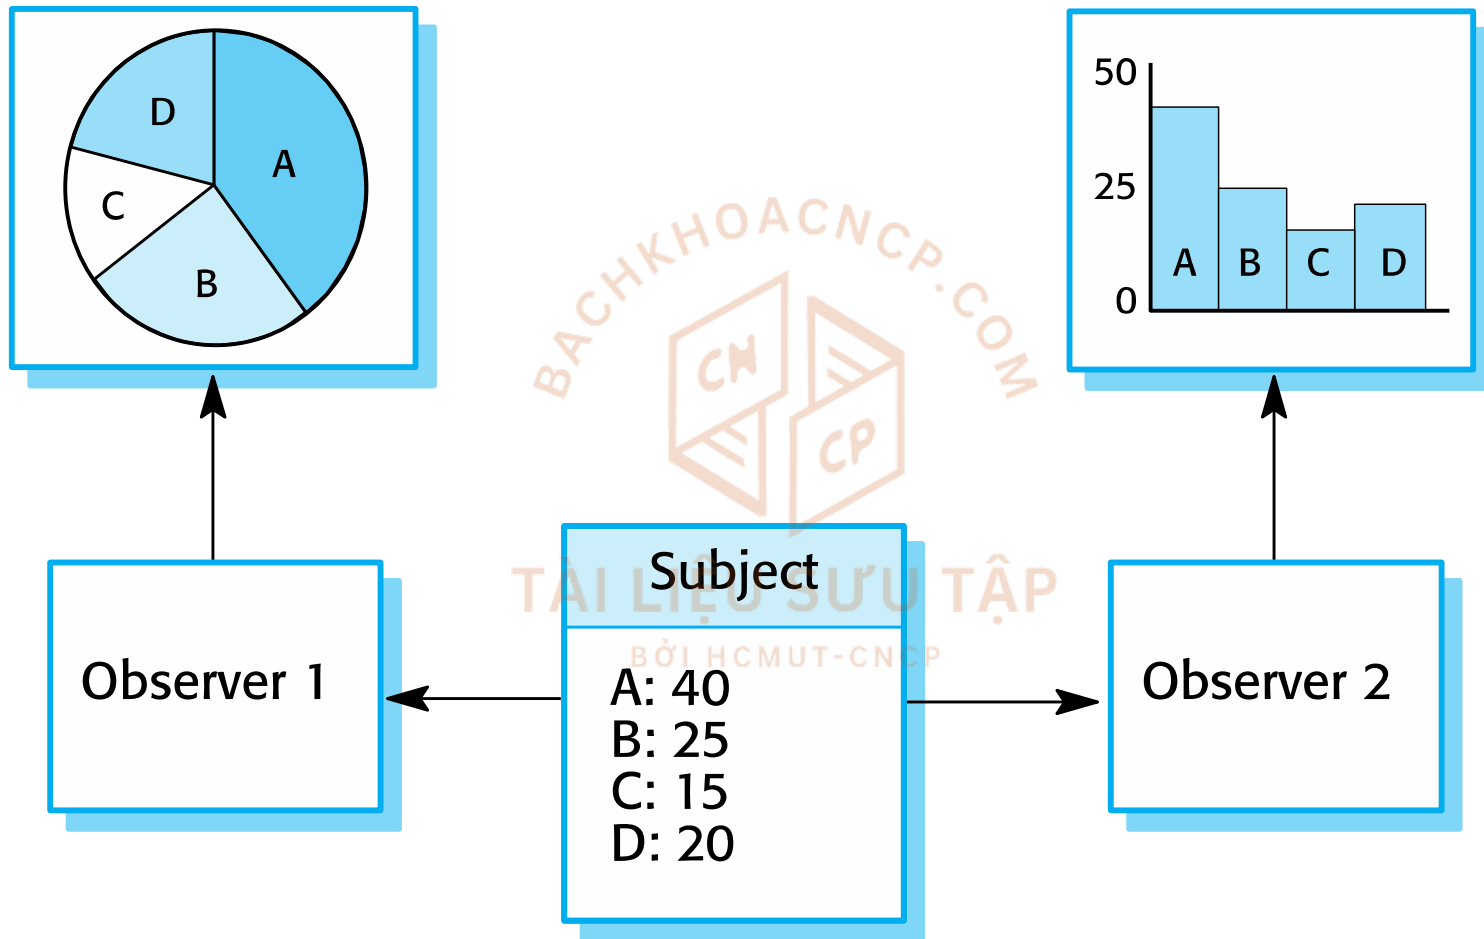 D
A
C
B
50
25
0
A B C D
BACHKHOACNCP.COM
CN
CP
TÀI LIỆU SƯU TẬP
BỞI HCMUT-CNCP
Observer 1
Subject
A: 40
B: 25
C: 15
D: 20
Observer 2